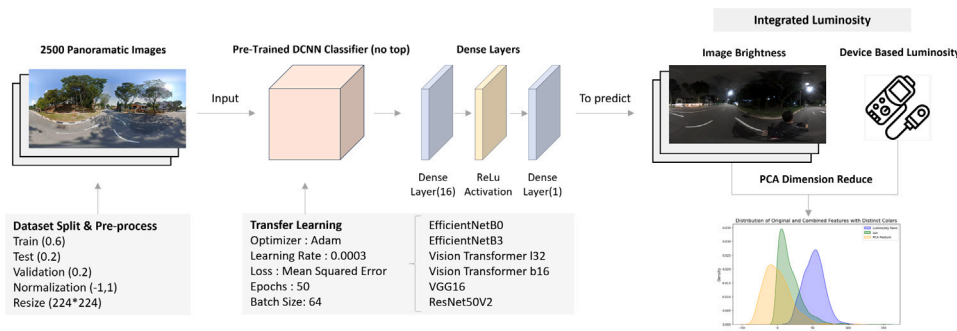 Integrated Luminosity
2500 Panoramatic Images
Pre-Trained DCNN Classifier (no top)
Dense Layers
Image Brightness
Device Based Luminosity
Input
To predict
Dense
Layer(16)
ReLu
Activation
Dense
Layer(1)
PCA Dimension Reduce
Dataset Split & Pre-process
Train (0.6)
Test (0.2)
Validation (0.2)
Normalization (-1,1)
Resize (224*224)
Transfer Learning
Optimizer : Adam
Learning Rate : 0.0003
Loss : Mean Squared Error
Epochs : 50
Batch Size: 64
EfficientNetB0
EfficientNetB3
Vision Transformer l32
Vision Transformer b16
VGG16
ResNet50V2
Distribution of Original and Combined Features with Distinct Colors
PCA Feature
Density